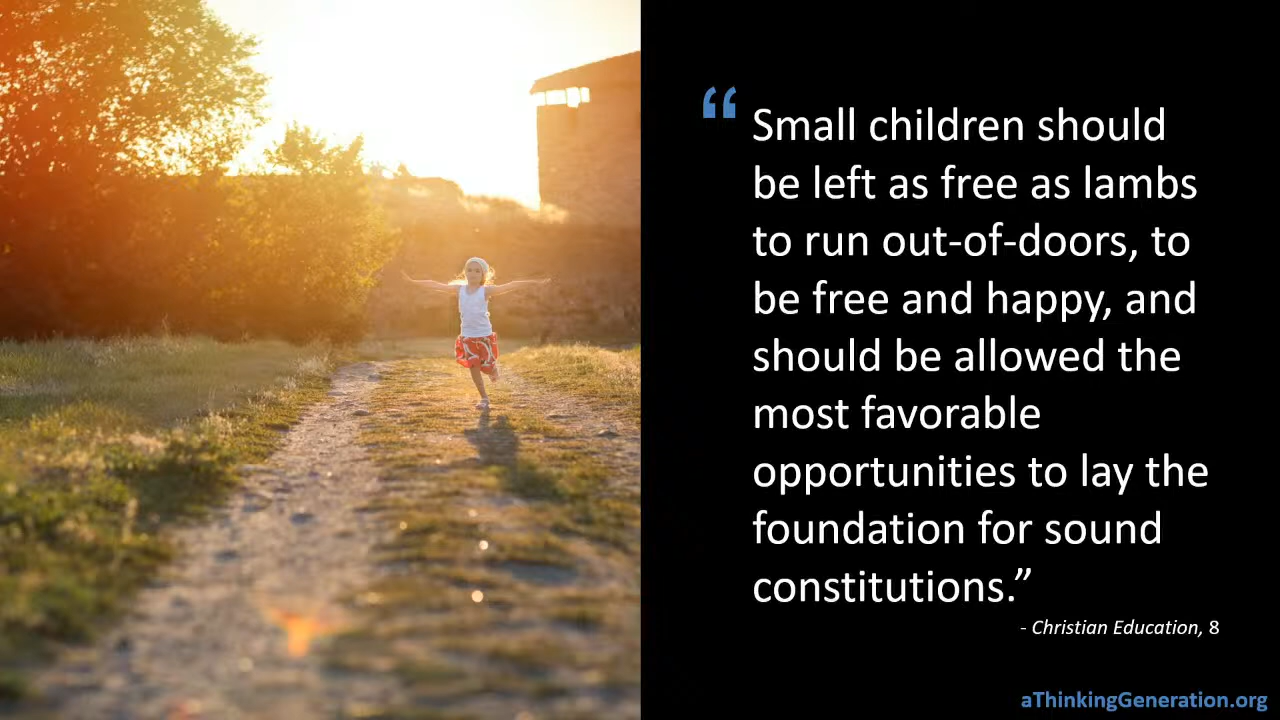 “Small children should
be left as free as lambs
to run out-of-doors, to
be free and happy, and
should be allowed the
most favorable
opportunities to lay the
foundation for sound
constitutions.”
- Christian Education, 8
aThinkingGeneration.org